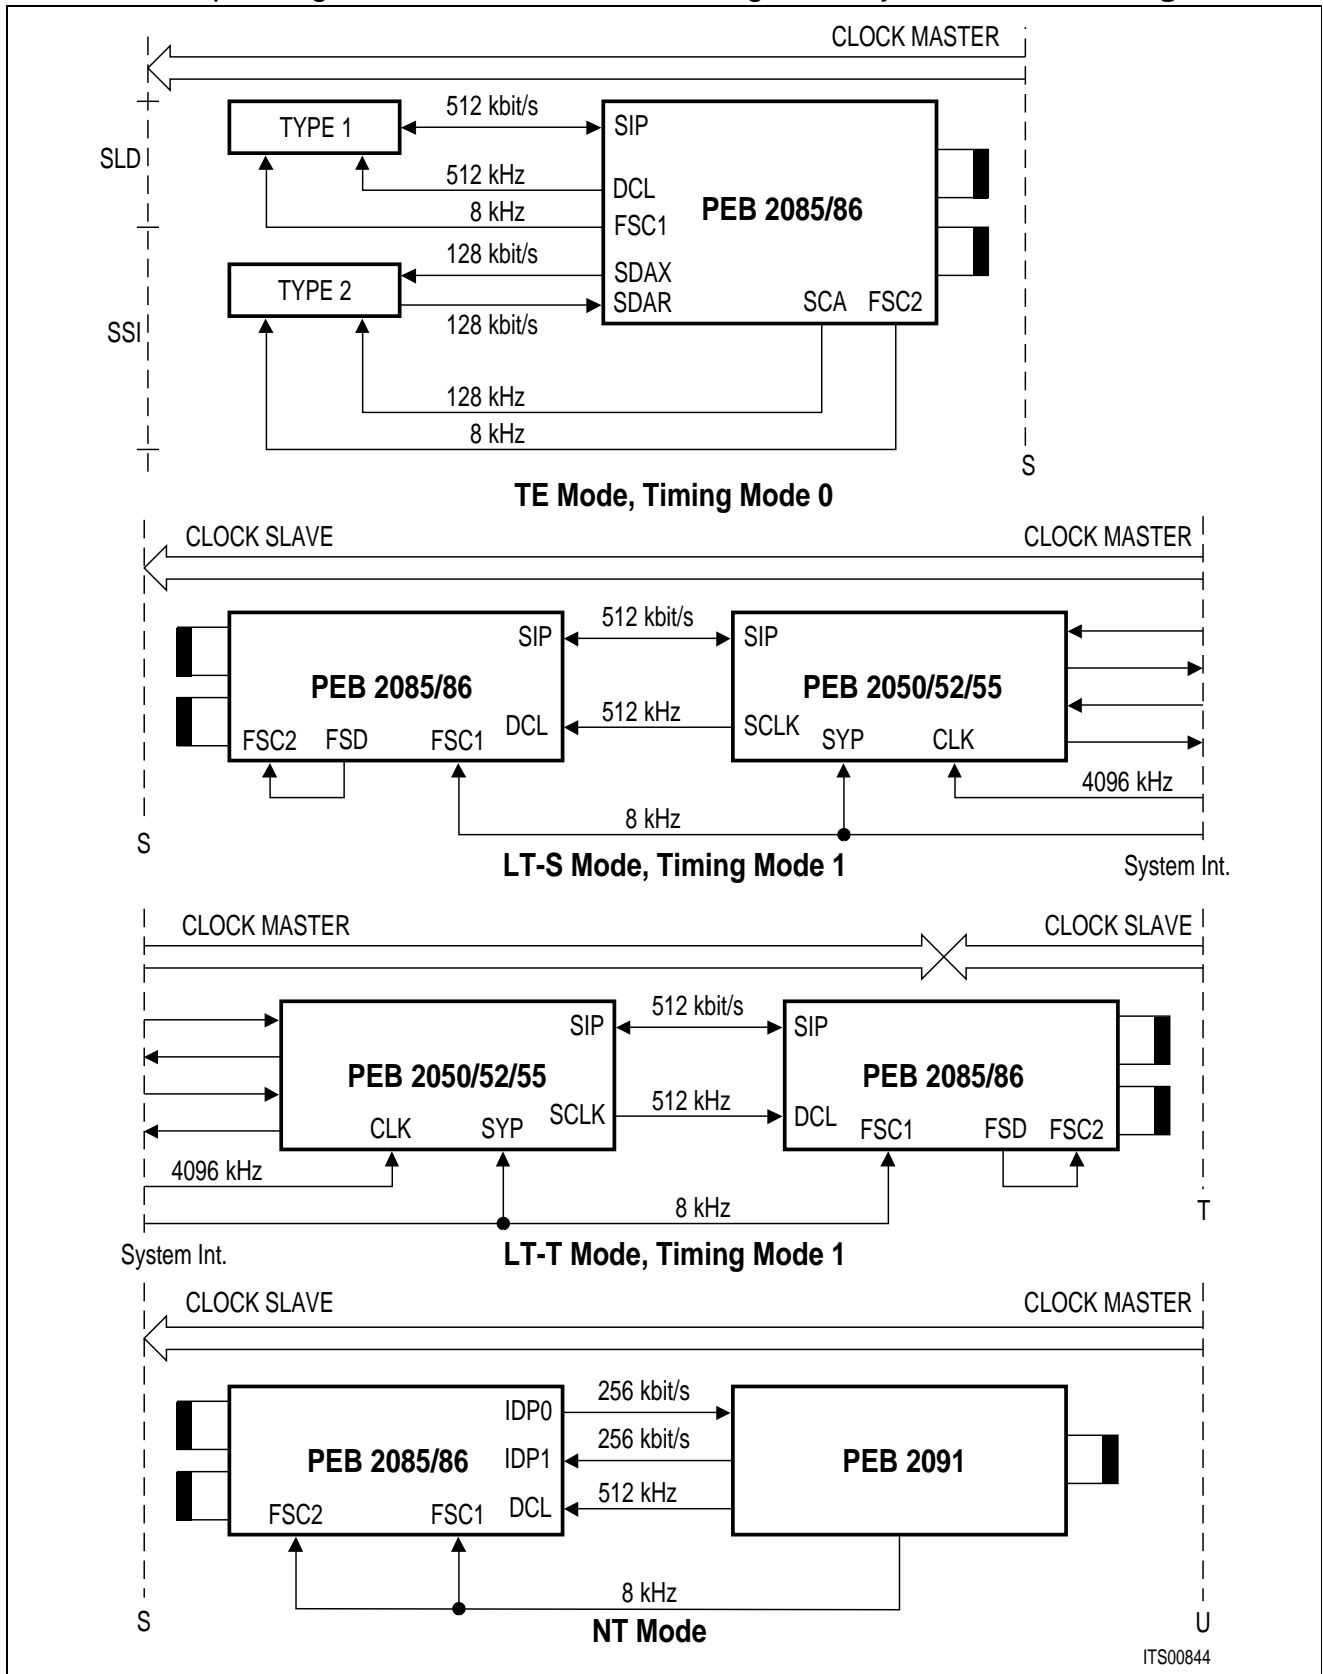 CLOCK MASTER
512 kbit/s
TYPE 1
SIP
SLD
512 kHz
DCL
PEB 2085/86
8 kHz
FSC1
128 kbit/s
SDAX
TYPE 2
SDAR
SCA
FSC2
SSI
128 kbit/s
128 kHz
8 kHz
S
TE Mode, Timing Mode 0
CLOCK SLAVE
CLOCK MASTER
512 kbit/s
SIP
SIP
PEB 2085/86
PEB 2050/52/55
512 kHz
DCL
SCLK
FSC2
FSD
FSC1
SYP
CLK
4096 kHz
8 kHz
S
LT-S Mode, Timing Mode 1
System Int.
CLOCK MASTER
CLOCK SLAVE
512 kbit/s
SIP
SIP
PEB 2050/52/55
PEB 2085/86
512 kHz
SCLK
DCL
CLK
SYP
FSC1
FSD
FSC2
4096 kHz
8 kHz
T
System Int.
LT-T Mode, Timing Mode 1
CLOCK SLAVE
CLOCK MASTER
256 kbit/s
IDP0
256 kbit/s
PEB 2085/86
IDP1
PEB 2091
512 kHz
DCL
FSC2
FSC1
8 kHz
S
NT Mode
U
ITS00844